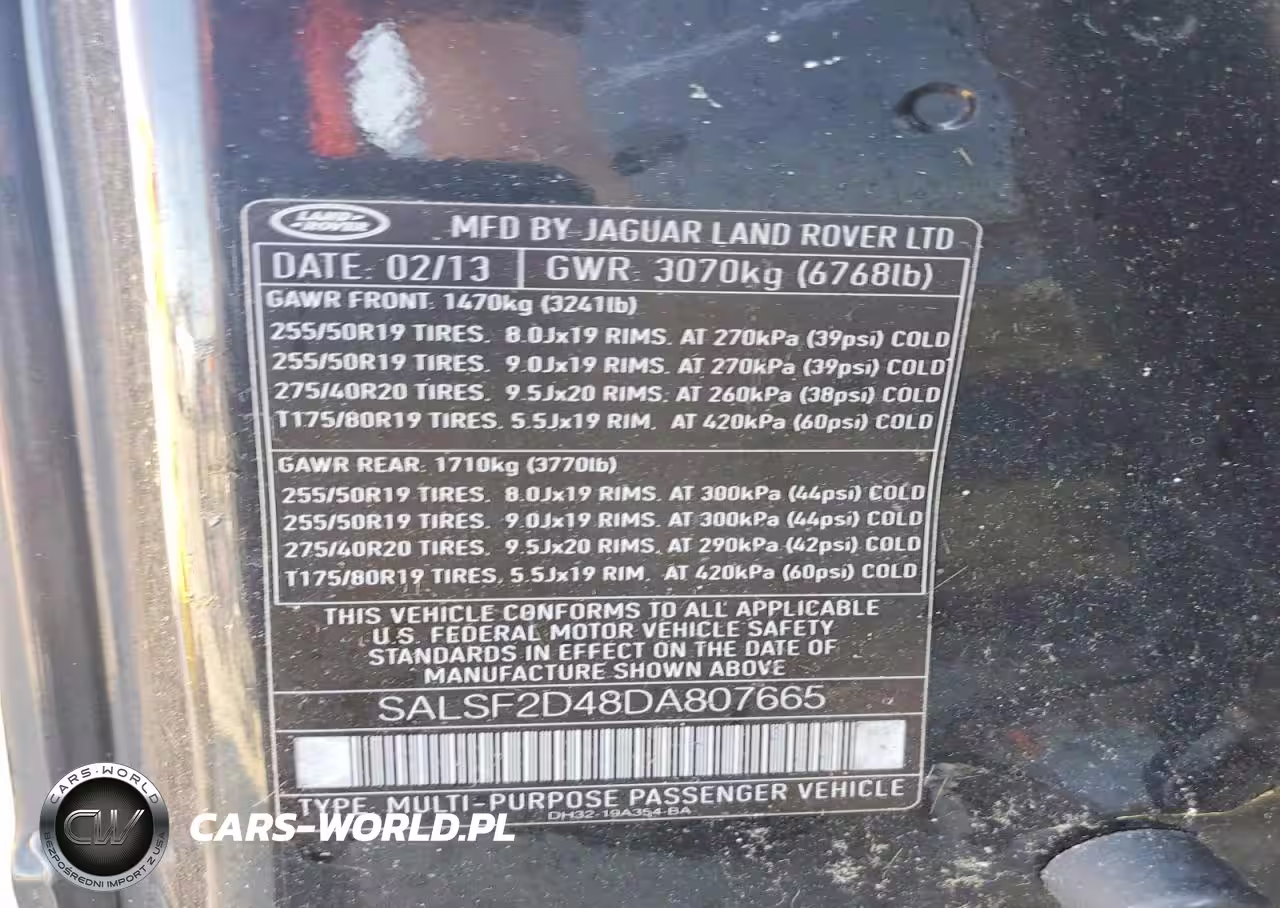 LAND
ROVER
MFD BY JAGUAR LAND ROVER LTD
DATE: 02/13 GWR: 3070kg (6768lb)
GAWR FRONT: 1470kg (3241lb)
255/50R19 TIRES. 8.0Jx19 RIMS. AT 270kPa (39psi) COLD
255/50R19 TIRES. 9.0Jx19 RIMS. AT 270kPa (39psi) COLD
275/40R20 TIRES. 9.5Jx20 RIMS. AT 260kPa (38psi) COLD
T175/80R19 TIRES. 5.5Jx19 RIM. AT 420kPa (60psi) COLD
GAWR REAR: 1710kg (3770lb)
255/50R19 TIRES. 8.0Jx19 RIMS. AT 300kPa (44psi) COLD
255/50R19 TIRES. 9.0Jx19 RIMS. AT 300kPa (44psi) COLD
275/40R20 TIRES. 9.5Jx20 RIMS. AT 290kPa (42psi) COLD
T175/80R19 TIRES. 5.5Jx19 RIM. AT 420kPa (60psi) COLD
THIS VEHICLE CONFORMS TO ALL APPLICABLE
U.S. FEDERAL MOTOR VEHICLE SAFETY
STANDARDS IN EFFECT ON THE DATE OF
MANUFACTURE SHOWN ABOVE
SALSF2D48DA807665
TYPE: MULTI-PURPOSE PASSENGER VEHICLE
DH32-19A354-BA
CARS-WORLD
CW
BEZPOŚREDNI IMPORT Z USA
CARS-WORLD.PL